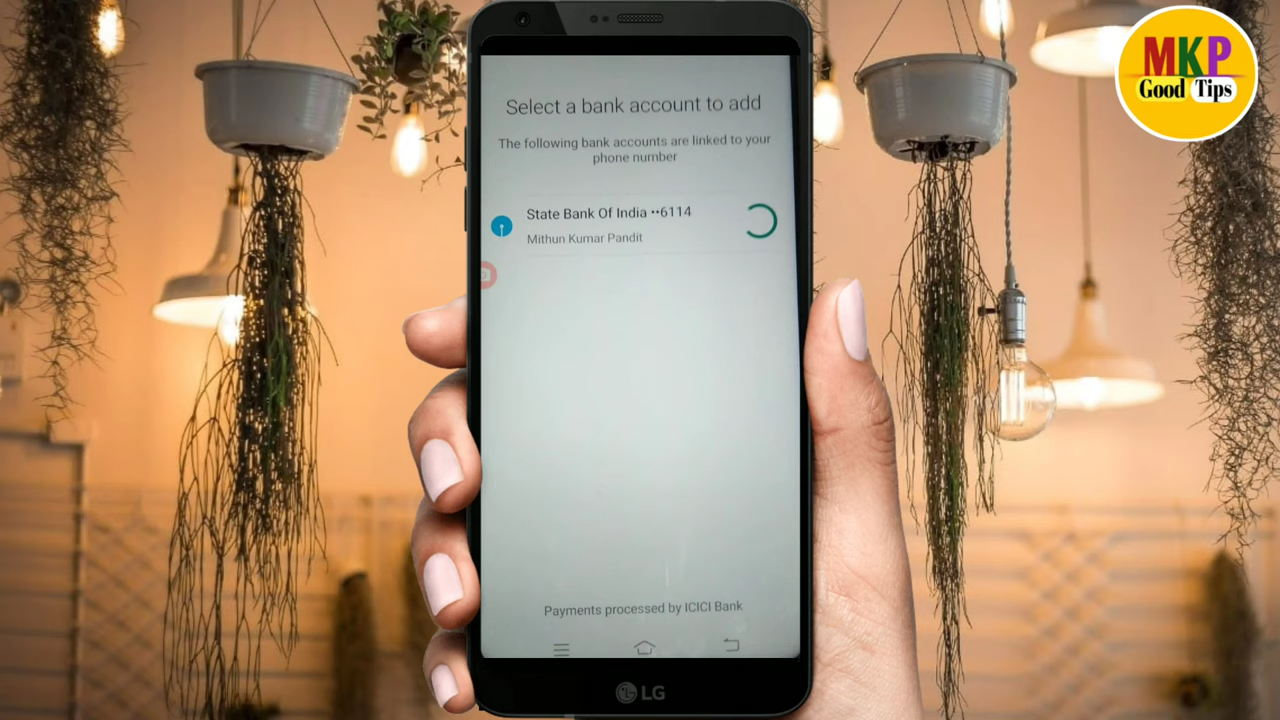 MKP
Good Tips
Select a bank account to add
The following bank accounts are linked to your
phone number
State Bank Of India ••6114
Mithun Kumar Pandit
Payments processed by ICICI Bank
LG